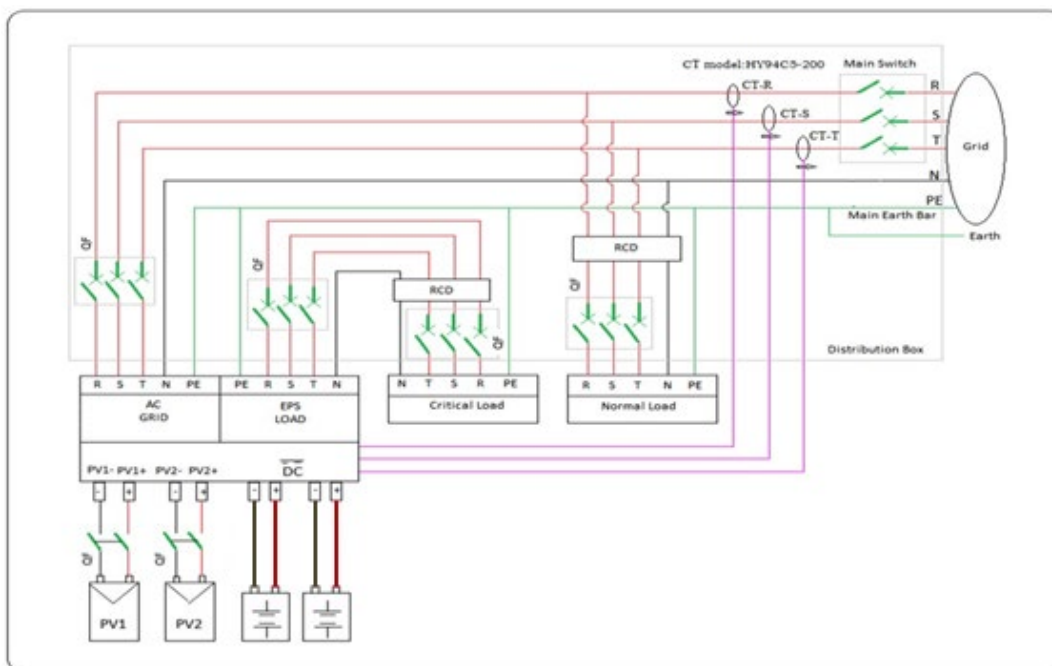 CT model:HY94C5-200
Main Switch
CT-R
R
CT-S
S
CT-T
T
Grid
N
PE
Main Earth Bar
Earth
QF
QF
RCD
RCD
QF
QF
Distribution Box
R S T N PE
PE R S T N
N T S R PE
R S T N PE
AC
GRID
EPS
LOAD
Critical Load
Normal Load
PV1- PV1+ PV2- PV2+
DC
- + - + - + - +
QF
QF
PV1
PV2